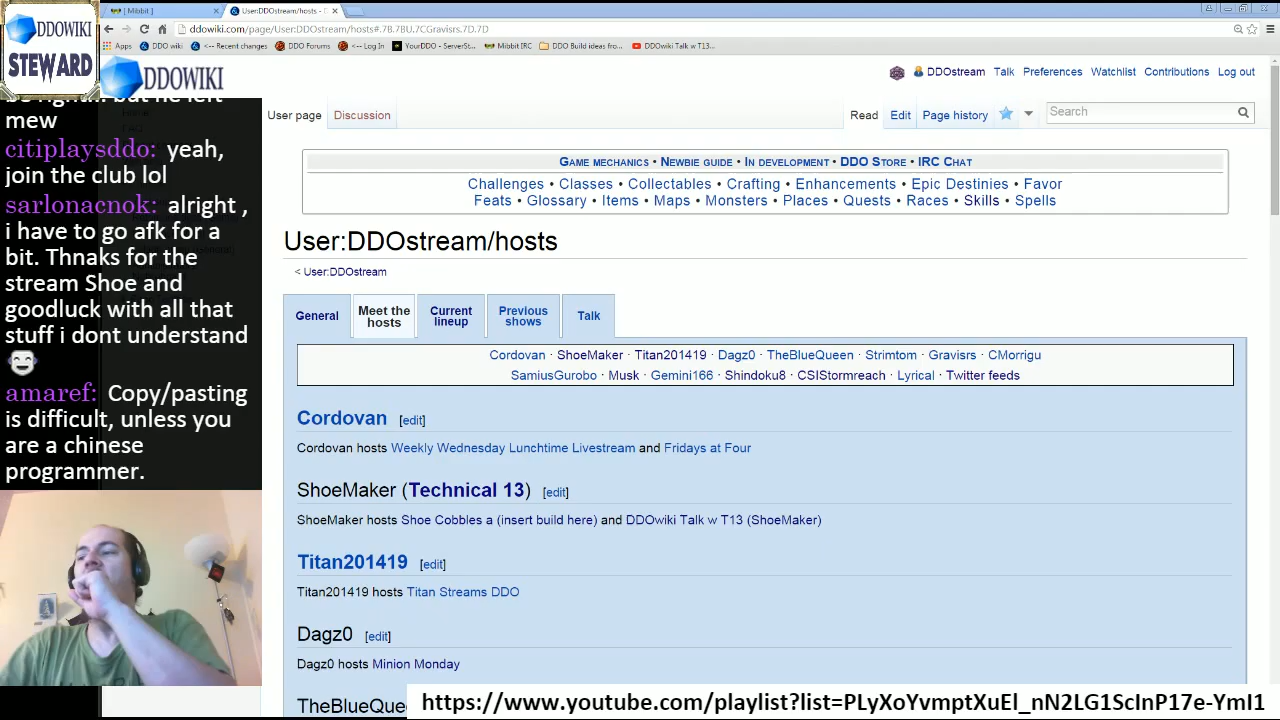 DDOWIKI
STEWARD
[ Mibbit ]
User:DDOstream/hosts - D
ddowiki.com/page/User:DDOstream/hosts#.7B.7BU.7CGravisrs.7D.7D
Apps DDO wiki <-- Recent changes DDO Forums <-- Log In YourDDO - ServerSt... Mibbit IRC DDO Build ideas fro... DDOwiki Talk w T13...
DDOWIKI
DDOstream Talk Preferences Watchlist Contributions Log out
User page Discussion Read Edit Page history Search
Game mechanics • Newbie guide • In development • DDO Store • IRC Chat
Challenges • Classes • Collectables • Crafting • Enhancements • Epic Destinies • Favor
Feats • Glossary • Items • Maps • Monsters • Places • Quests • Races • Skills • Spells
User:DDOstream/hosts
< User:DDOstream
General Meet the hosts Current lineup Previous shows Talk
Cordovan · ShoeMaker · Titan201419 · Dagz0 · TheBlueQueen · Strimtom · Gravisrs · CMorrigu
SamiusGurobo · Musk · Gemini166 · Shindoku8 · CSIStormreach · Lyrical · Twitter feeds
Cordovan [edit]
Cordovan hosts Weekly Wednesday Lunchtime Livestream and Fridays at Four
ShoeMaker (Technical 13) [edit]
ShoeMaker hosts Shoe Cobbles a (insert build here) and DDOwiki Talk w T13 (ShoeMaker)
Titan201419 [edit]
Titan201419 hosts Titan Streams DDO
Dagz0 [edit]
Dagz0 hosts Minion Monday
TheBlueQuee
be right... but he left
mew
citiplaysddo: yeah,
join the club lol
sarlonacnok: alright ,
i have to go afk for a
bit. Thnaks for the
stream Shoe and
goodluck with all that
stuff i dont understand
amaref: Copy/pasting
is difficult, unless you
are a chinese
programmer.
https://www.youtube.com/playlist?list=PLyXoYvmptXuEl_nN2LG1ScInP17e-YmI1